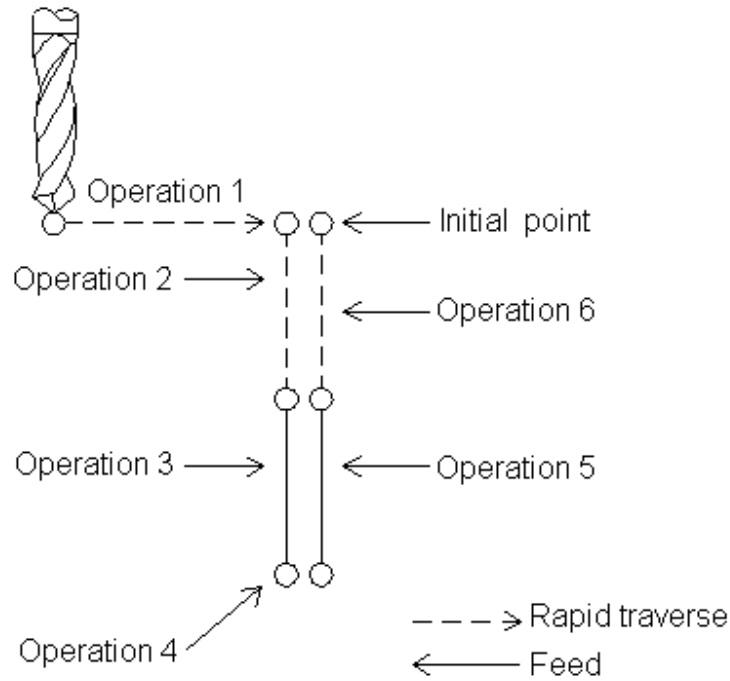 Operation 1
Initial point
Operation 2
Operation 6
Operation 3
Operation 5
Operation 4
Rapid traverse
Feed